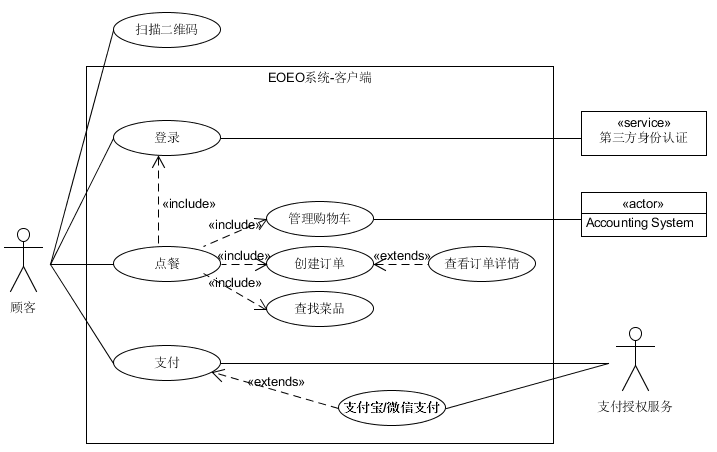 扫描二维码
EOEO系统-客户端
«service»
第三方身份认证
登录
«include»
«actor»
Accounting System
管理购物车
«include»
顾客
点餐
«include»
创建订单
«extends»
查看订单详情
«include»
查找菜品
支付
«extends»
支付宝/微信支付
支付授权服务